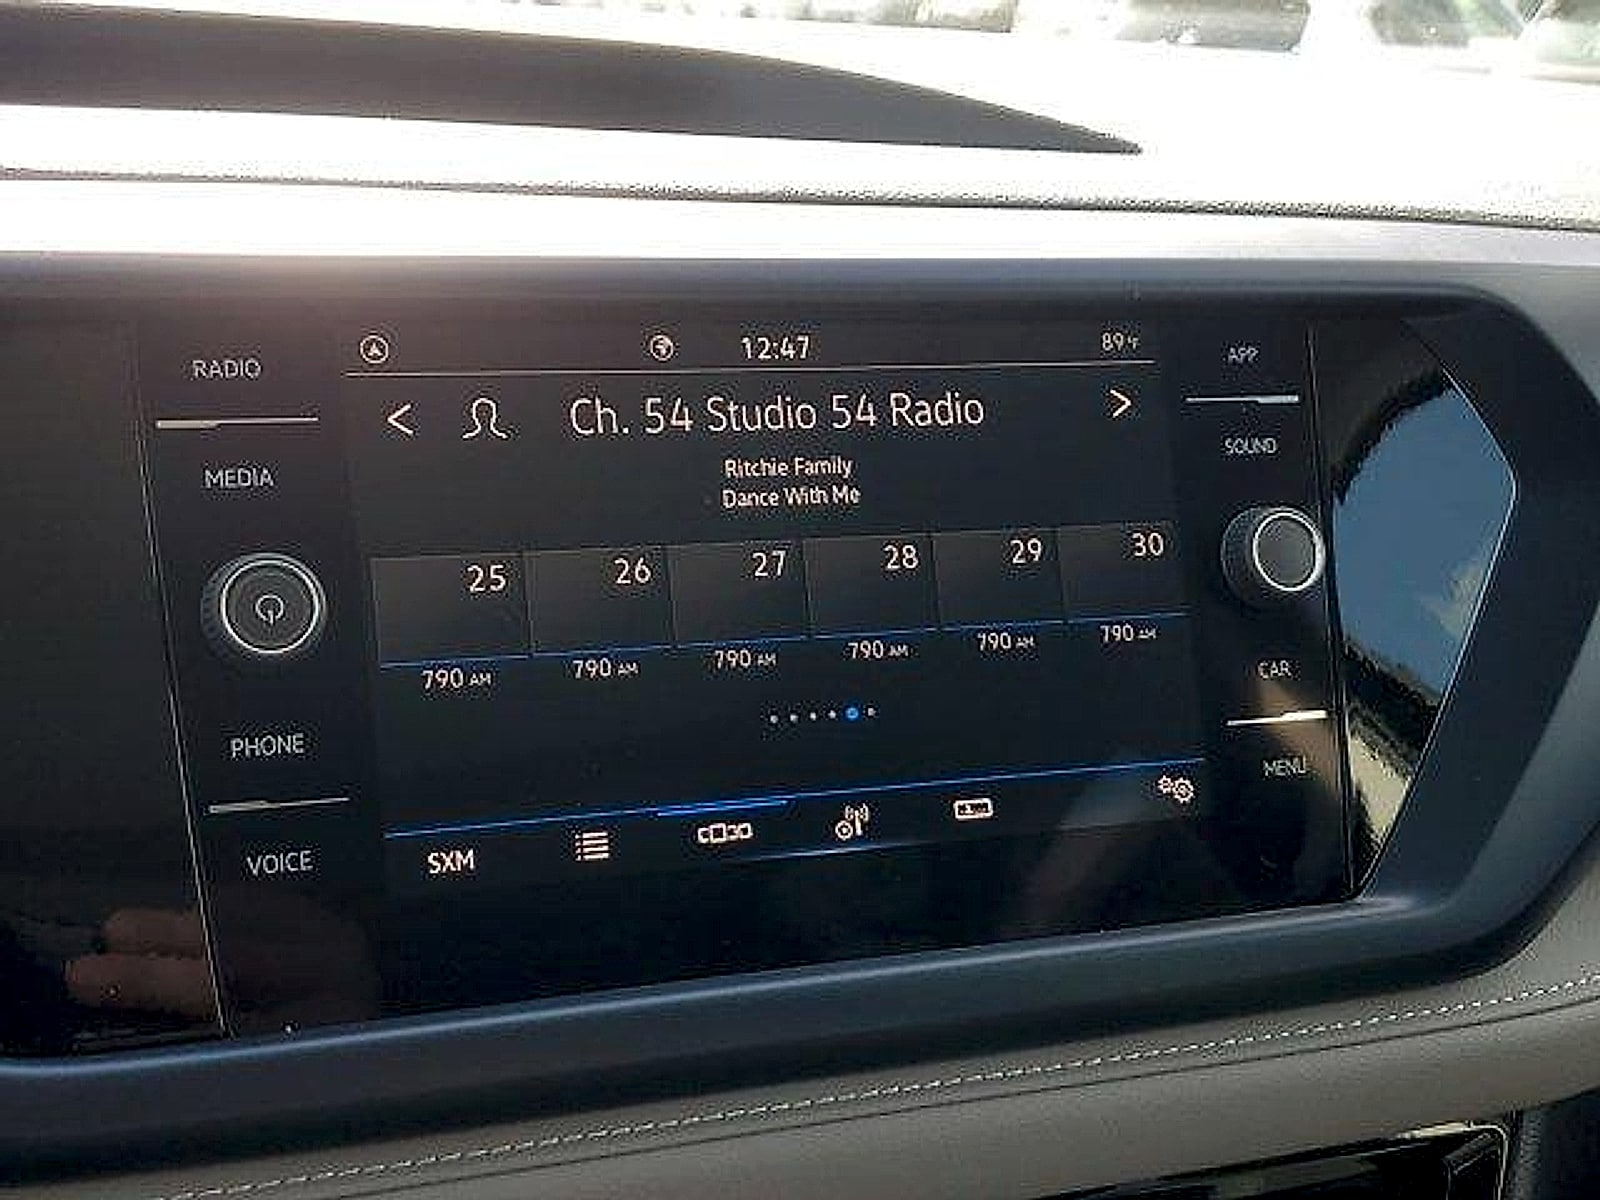 RADIO
MEDIA
PHONE
VOICE
12:47
89°F
< Ch. 54 Studio 54 Radio >
Ritchie Family
Dance With Me
25 26 27 28 29 30
790 AM 790 AM 790 AM 790 AM 790 AM 790 AM
SXM
APP
SOUND
CAR
MENU